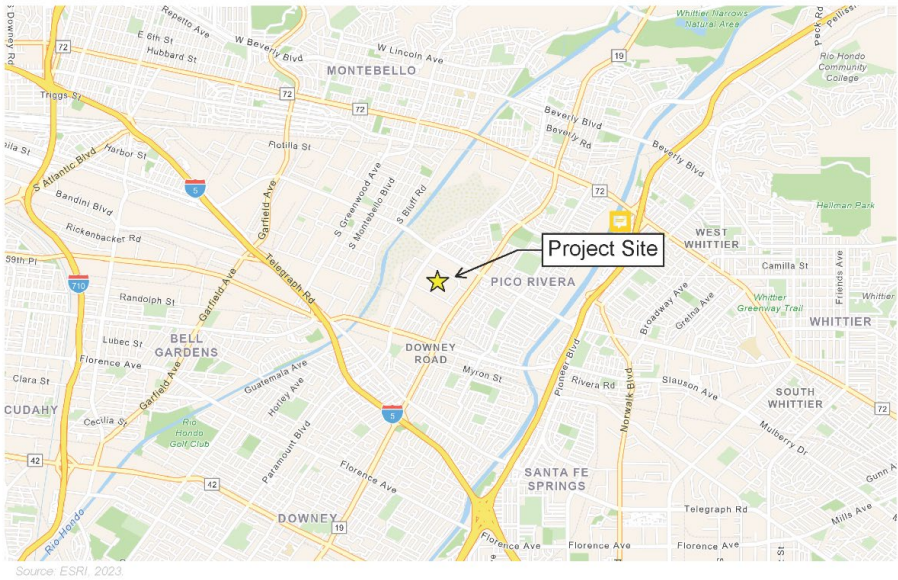 S Downey Rd
Repetto Ave
E 6th St
Hubbard St
72
W Beverly Blvd
W Lincoln Ave
MONTEBELLO
Whittier Narrows
Natural Area
Peck Rd
19
Rio Hondo
Community
College
Triggs St
72
72
Beverly Blvd
Beverly Rd
Beverly Blvd
Harbor St
Flotilla St
S Atlantic Blvd
5
Garfield Ave
S Greenwood Ave
S Montebello Blvd
S Bluff Rd
72
Hellman Park
Bandini Blvd
Rickenbacket Rd
59th Pl
Telegraph Rd
Project Site
WEST
WHITTIER
Camilla St
Friends Ave
710
Randolph St
Garfield Ave
PICO RIVERA
Broadway Ave
Gretna Ave
Whittier
Greenway Trail
Whittier
WHITTIER
Lubec St
BELL
GARDENS
Florence Ave
DOWNEY
ROAD
Pioneer Blvd
Clara St
Garfield Ave
Guatemala Ave
Horley Ave
Myron St
Rivera Rd
Norwalk Blvd
Slauson Ave
SOUTH
WHITTIER
CUDAHY
Cecilia St
5
72
Rio
Hondo
Golf Club
Paramount Blvd
Mulberry Dr
42
42
Florence Ave
SANTA FE
SPRINGS
Gunn A
Telegraph Rd
Mills Ave
DOWNEY
19
Rio Hondo
Florence Ave
Florence Ave
Florence Ave
Source: ESRI, 2023.